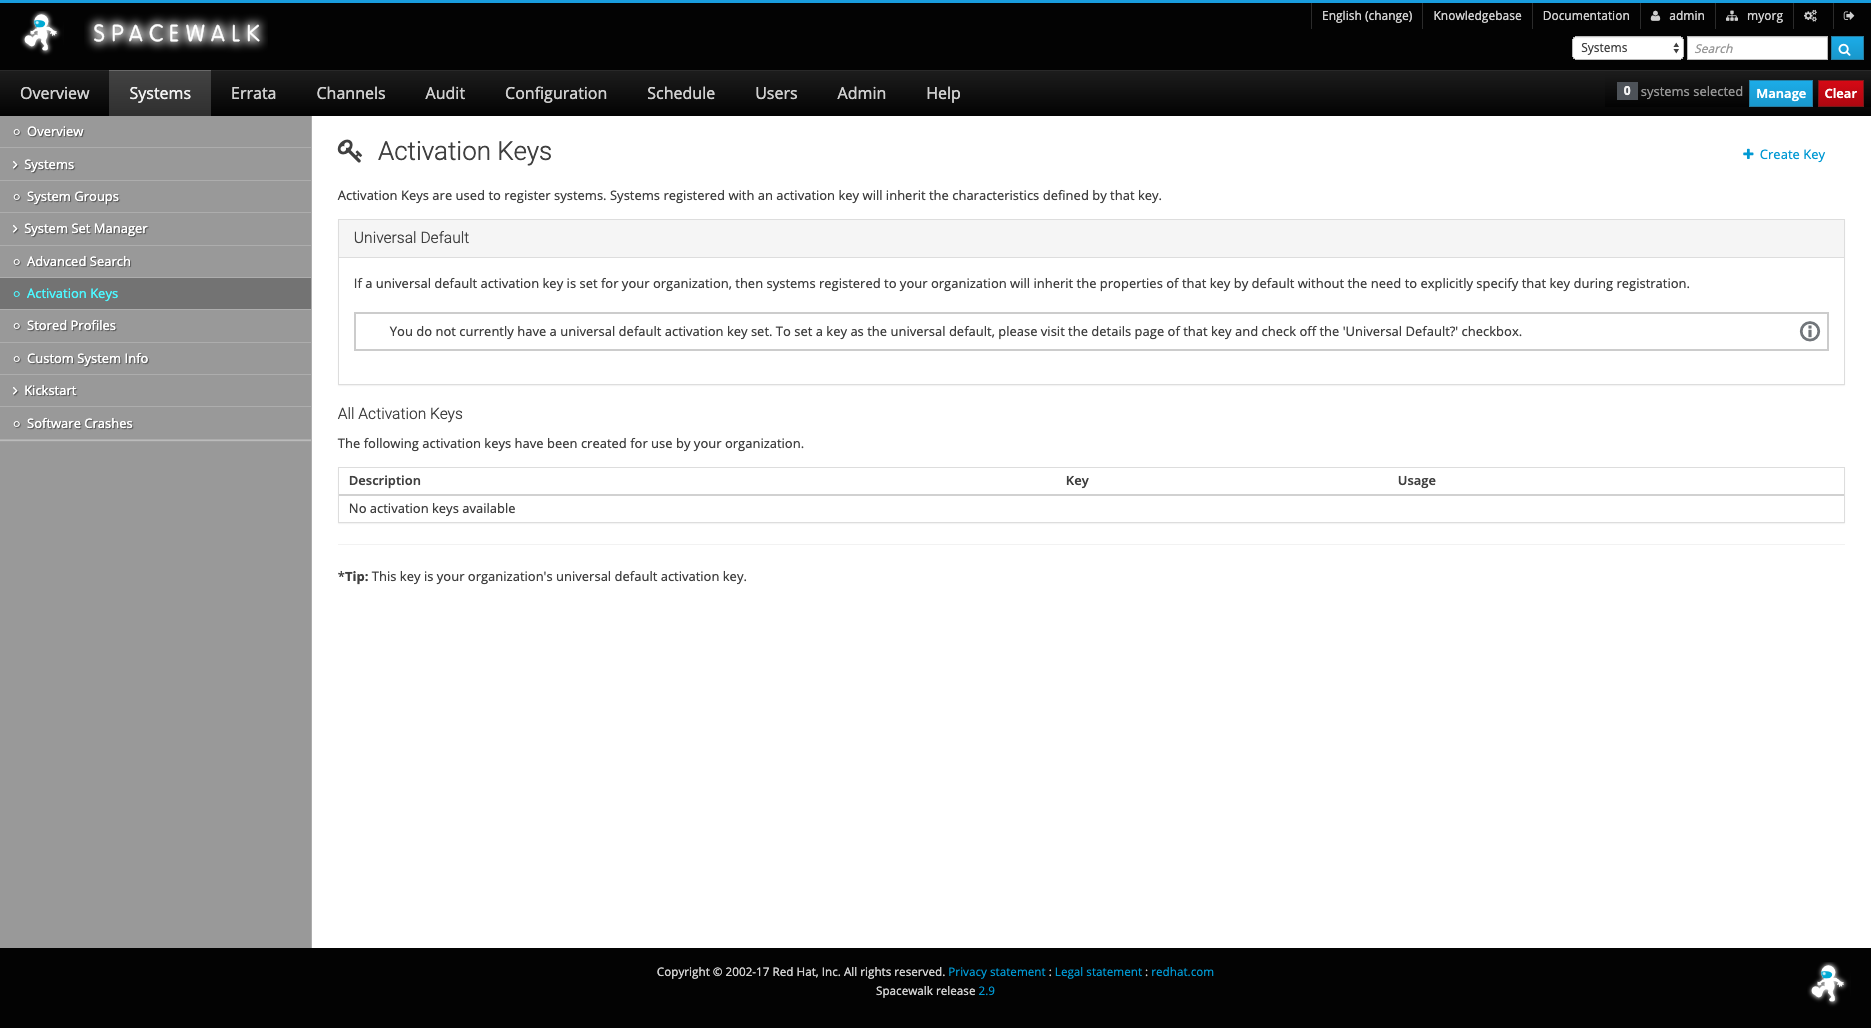 English (change) Knowledgebase Documentation admin myorg
SPACEWALK
Systems Search
Overview Systems Errata Channels Audit Configuration Schedule Users Admin Help
0 systems selected Manage Clear
Overview
Systems
System Groups
System Set Manager
Advanced Search
Activation Keys
Stored Profiles
Custom System Info
Kickstart
Software Crashes
Activation Keys
Create Key
Activation Keys are used to register systems. Systems registered with an activation key will inherit the characteristics defined by that key.
Universal Default
If a universal default activation key is set for your organization, then systems registered to your organization will inherit the properties of that key by default without the need to explicitly specify that key during registration.
You do not currently have a universal default activation key set. To set a key as the universal default, please visit the details page of that key and check off the 'Universal Default?' checkbox.
All Activation Keys
The following activation keys have been created for use by your organization.
Description Key Usage
No activation keys available
*Tip: This key is your organization's universal default activation key.
Copyright © 2002-17 Red Hat, Inc. All rights reserved. Privacy statement : Legal statement : redhat.com
Spacewalk release 2.9